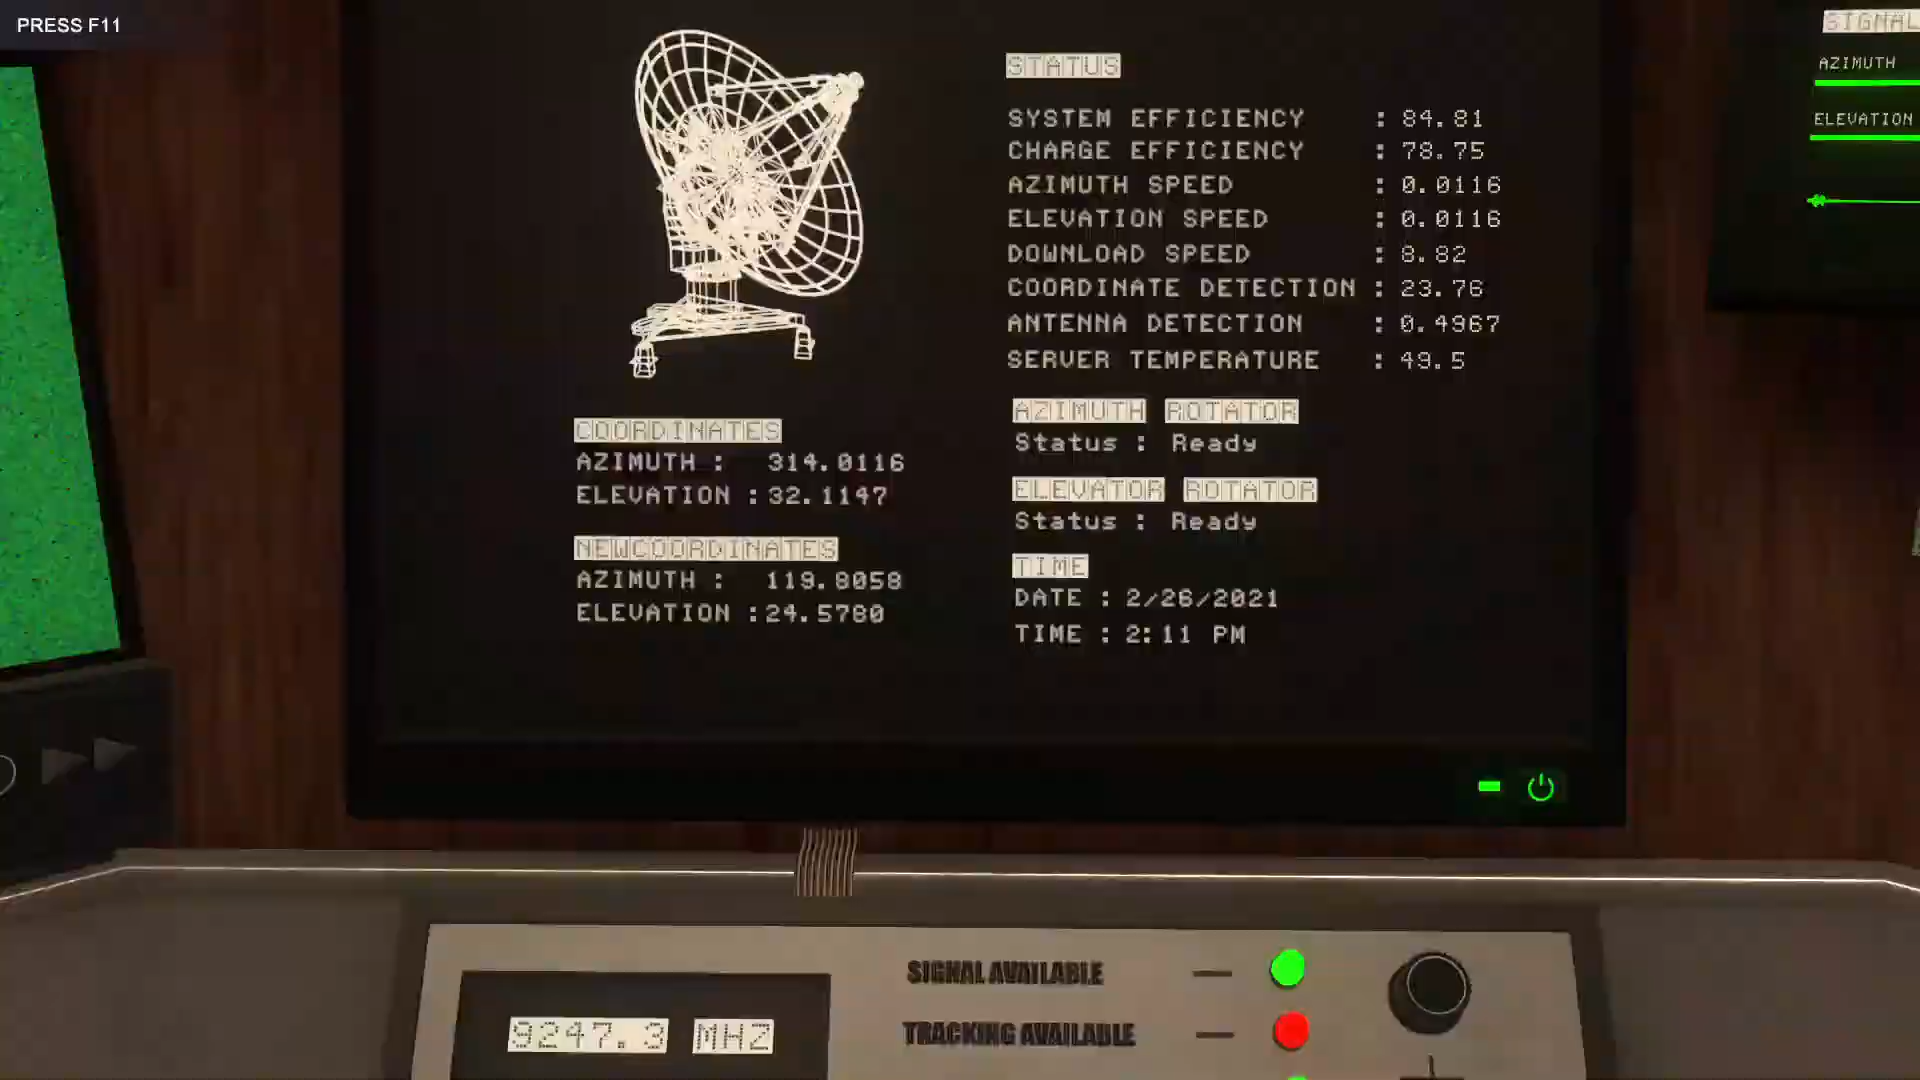 PRESS F11
STATUS
SYSTEM EFFICIENCY : 84.81
CHARGE EFFICIENCY : 78.75
AZIMUTH SPEED : 0.0116
ELEVATION SPEED : 0.0116
DOWNLOAD SPEED : 8.82
COORDINATE DETECTION : 23.76
ANTENNA DETECTION : 0.4967
SERVER TEMPERATURE : 49.5
COORDINATES
AZIMUTH : 314.0116
ELEVATION : 32.1147
NEWCOORDINATES
AZIMUTH : 119.8058
ELEVATION : 24.5780
AZIMUTH ROTATOR
Status : Ready
ELEVATOR ROTATOR
Status : Ready
TIME
DATE : 2/26/2021
TIME : 2:11 PM
SIGNAL
AZIMUTH
ELEVATION
9247.3 MHZ
SIGNAL AVAILABLE
TRACKING AVAILABLE